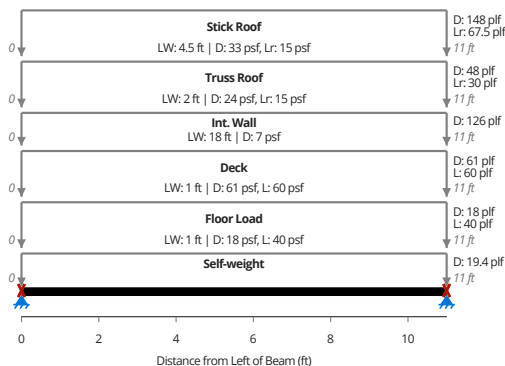 Stick Roof
D: 148 plf
Lr: 67.5 plf
LW: 4.5 ft | D: 33 psf, Lr: 15 psf
0
11 ft
Truss Roof
D: 48 plf
Lr: 30 plf
LW: 2 ft | D: 24 psf, Lr: 15 psf
0
11 ft
Int. Wall
D: 126 plf
LW: 18 ft | D: 7 psf
0
11 ft
Deck
D: 61 plf
L: 60 plf
LW: 1 ft | D: 61 psf, L: 60 psf
0
11 ft
Floor Load
D: 18 plf
L: 40 plf
LW: 1 ft | D: 18 psf, L: 40 psf
0
11 ft
Self-weight
D: 19.4 plf
0
11 ft
X X
0 2 4 6 8 10
Distance from Left of Beam (ft)